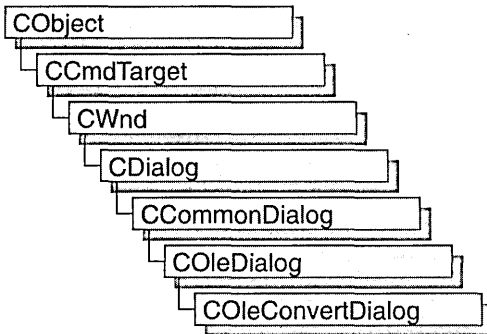 CObject
CCmdTarget
CWnd
CDialog
CCommonDialog
COleDialog
COleConvertDialog